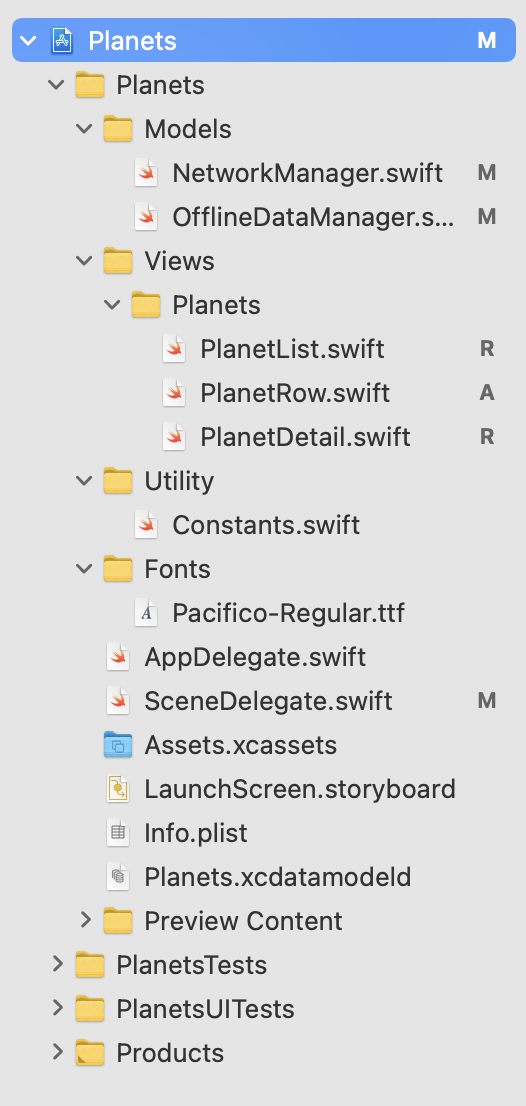 Planets M
Planets
Models
NetworkManager.swift M
OfflineDataManager.s... M
Views
Planets
PlanetList.swift R
PlanetRow.swift A
PlanetDetail.swift R
Utility
Constants.swift
Fonts
Pacifico-Regular.ttf
AppDelegate.swift
SceneDelegate.swift M
Assets.xcassets
LaunchScreen.storyboard
Info.plist
Planets.xcdatamodeld
Preview Content
PlanetsTests
PlanetsUITests
Products